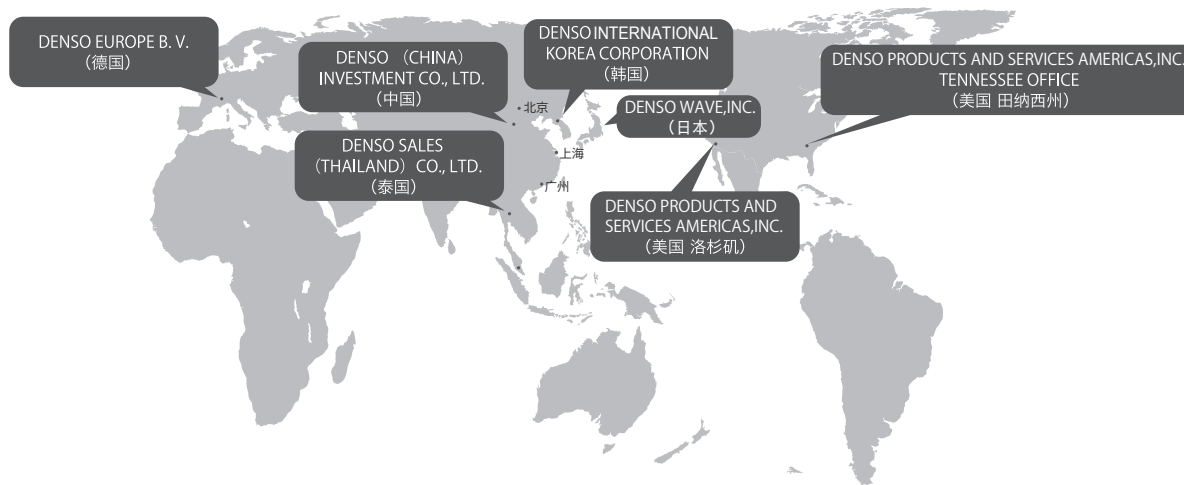 DENSO EUROPE B. V.
（德国）
DENSO （CHINA）
INVESTMENT CO., LTD.
（中国）
DENSO INTERNATIONAL
KOREA CORPORATION
（韩国）
DENSO PRODUCTS AND SERVICES AMERICAS,INC.
TENNESSEE OFFICE
（美国 田纳西州）
北京
DENSO WAVE,INC.
（日本）
DENSO SALES
（THAILAND）CO., LTD.
（泰国）
上海
广州
DENSO PRODUCTS AND
SERVICES AMERICAS,INC.
（美国 洛杉矶）